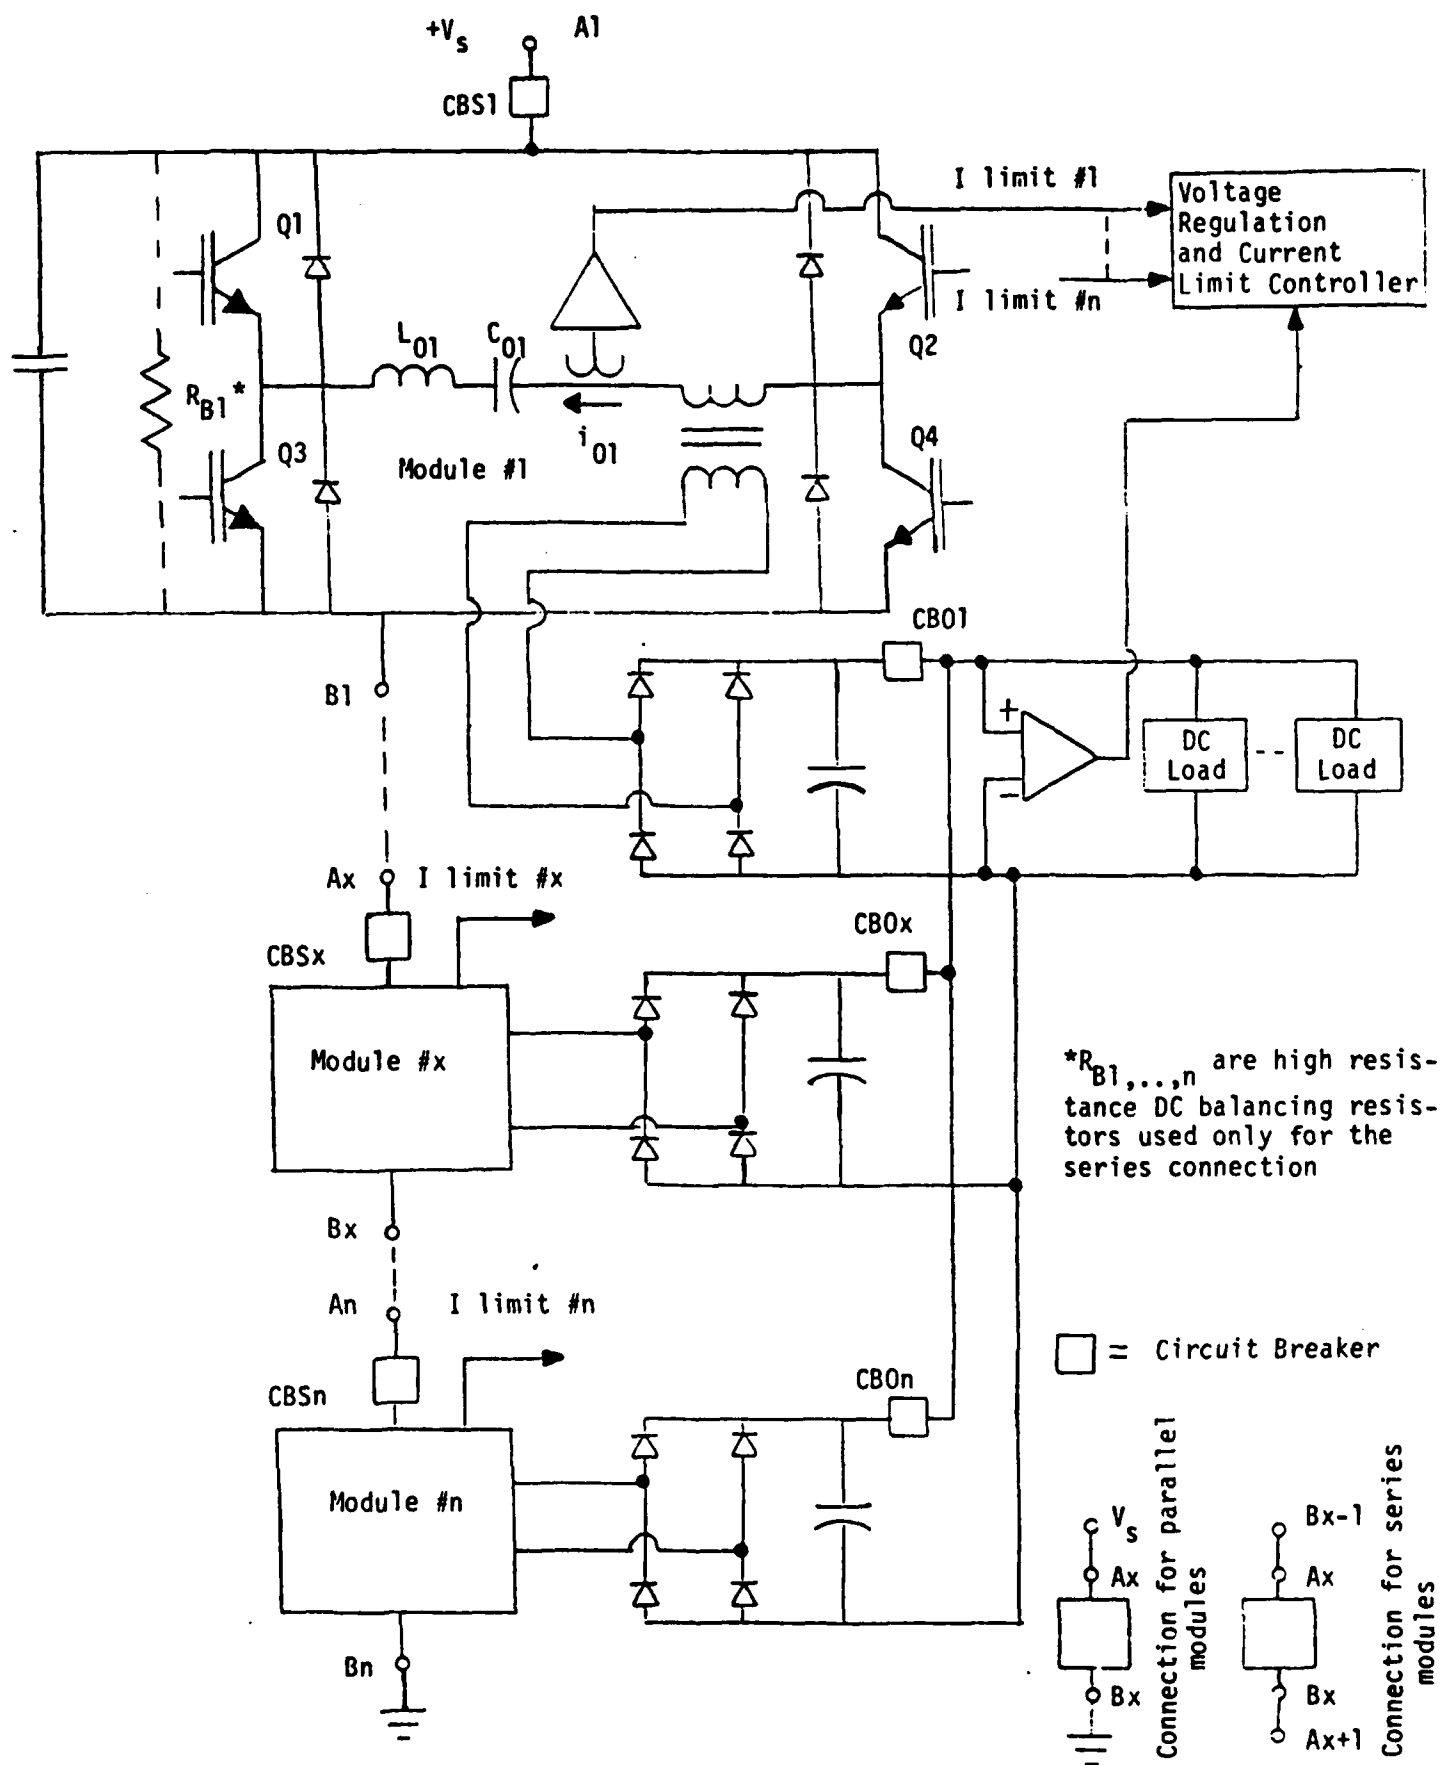 +Vs A1
CBS1
I limit #1
Voltage
Regulation
and Current
Limit Controller
I limit #n
Q1
Q2
L01
C01
RB1*
i01
Q3
Q4
Module #1
CBO1
B1
+
−
DC
Load
--
DC
Load
Ax
I limit #x
CBSx
CBOx
Module #x
*RB1,..,n are high resis-
tance DC balancing resis-
tors used only for the
series connection
Bx
An
I limit #n
= Circuit Breaker
CBSn
CBOn
Module #n
Bn
Vs
Ax
Bx
Connection for parallel
modules
Bx-1
Ax
Bx
Ax+1
Connection for series
modules